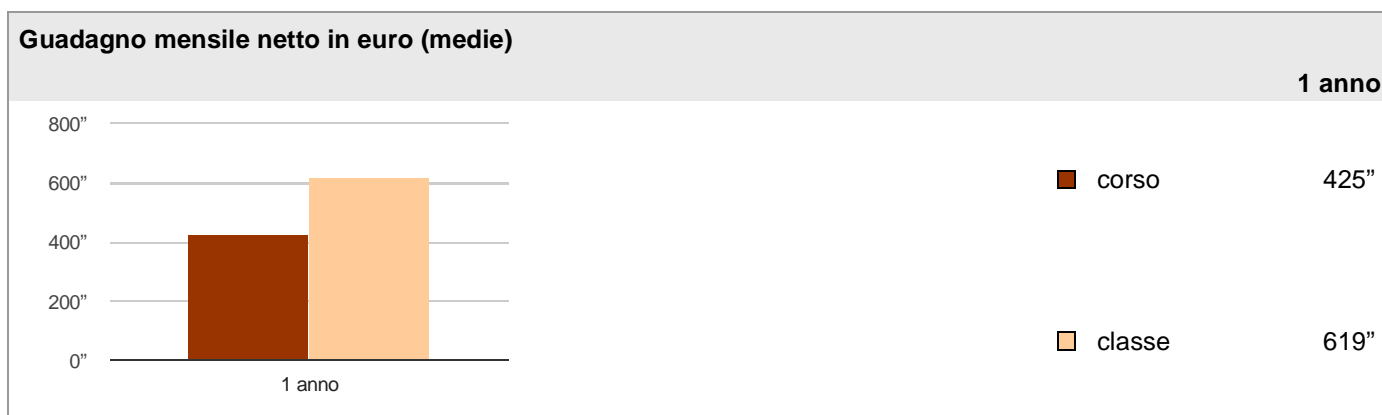 Guadagno mensile netto in euro (medie)
1 anno
800”
600”
400”
200”
0”
1 anno
corso 425”
classe 619”